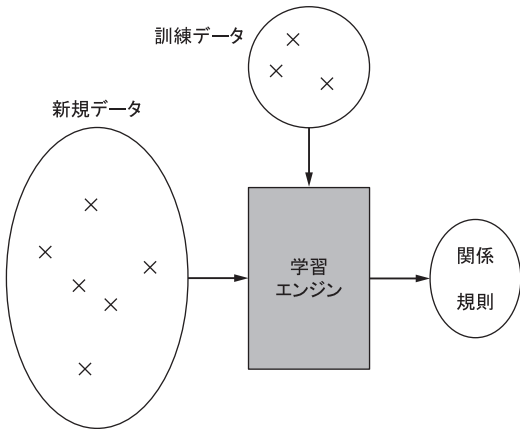 訓練データ
新規データ
学習
エンジン
関係
規則